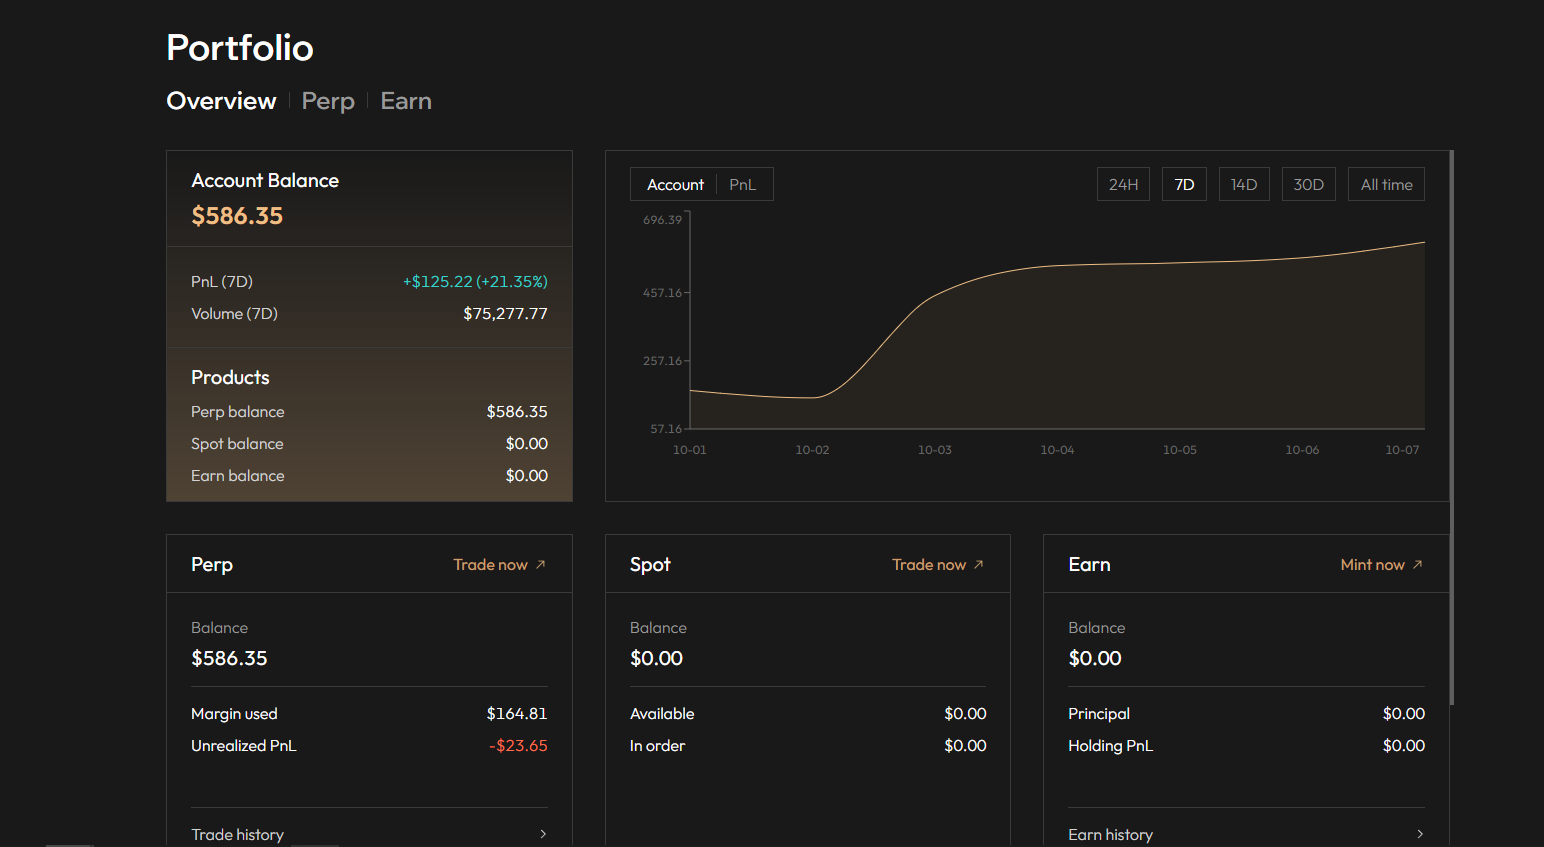 Portfolio
Overview Perp Earn
Account Balance
$586.35
PnL (7D) +$125.22 (+21.35%)
Volume (7D) $75,277.77
Products
Perp balance $586.35
Spot balance $0.00
Earn balance $0.00
Account PnL 24H 7D 14D 30D All time
696.39
457.16
257.16
57.16
10-01 10-02 10-03 10-04 10-05 10-06 10-07
Perp Trade now
Balance
$586.35
Margin used $164.81
Unrealized PnL -$23.65
Trade history
Spot Trade now
Balance
$0.00
Available $0.00
In order $0.00
Earn Mint now
Balance
$0.00
Principal $0.00
Holding PnL $0.00
Earn history